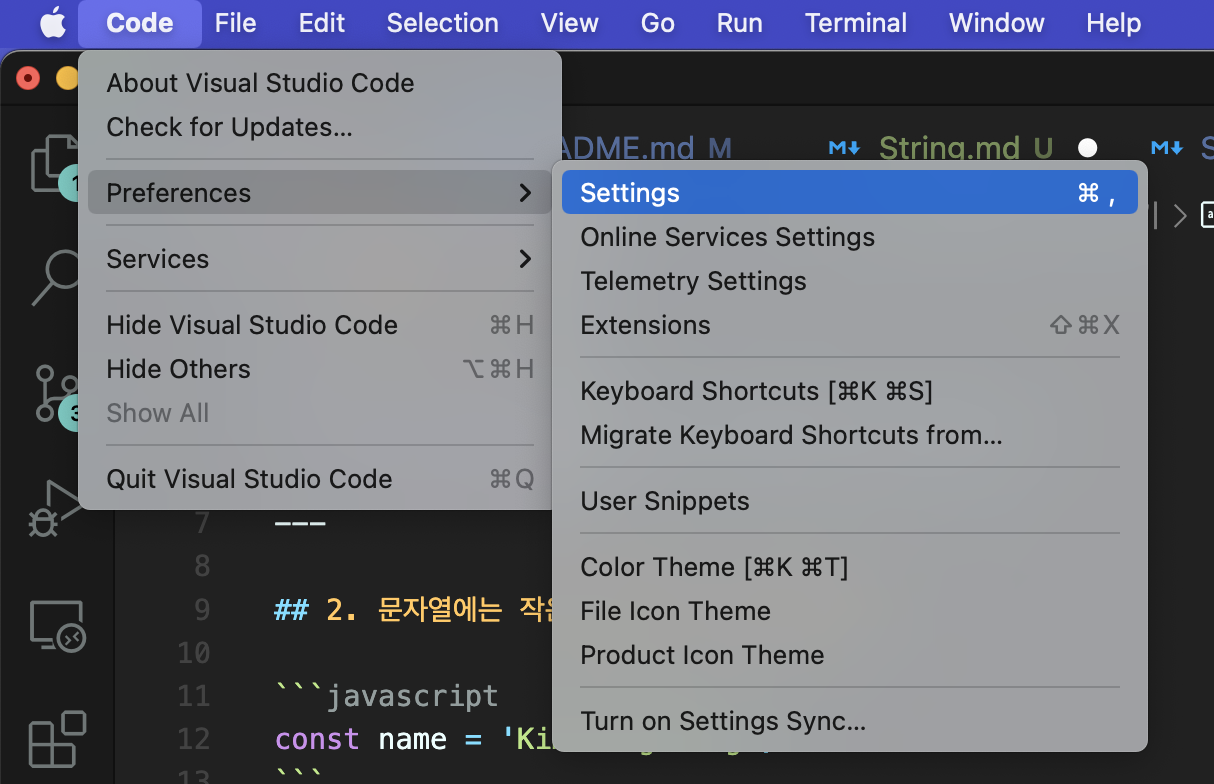 Code File Edit Selection View Go Run Terminal Window Help
About Visual Studio Code
Check for Updates...
Preferences
Services
Hide Visual Studio Code ⌘H
Hide Others ⌥⌘H
Show All
Quit Visual Studio Code ⌘Q
ADME.md M
String.md U
Settings ⌘,
Online Services Settings
Telemetry Settings
Extensions ⇧⌘X
Keyboard Shortcuts [⌘K ⌘S]
Migrate Keyboard Shortcuts from...
User Snippets
Color Theme [⌘K ⌘T]
File Icon Theme
Product Icon Theme
Turn on Settings Sync...
1
3
7 ---
8
9 ## 2. 문자열에는
10
11 ```javascript
12 const name = 'Ki
13 ```